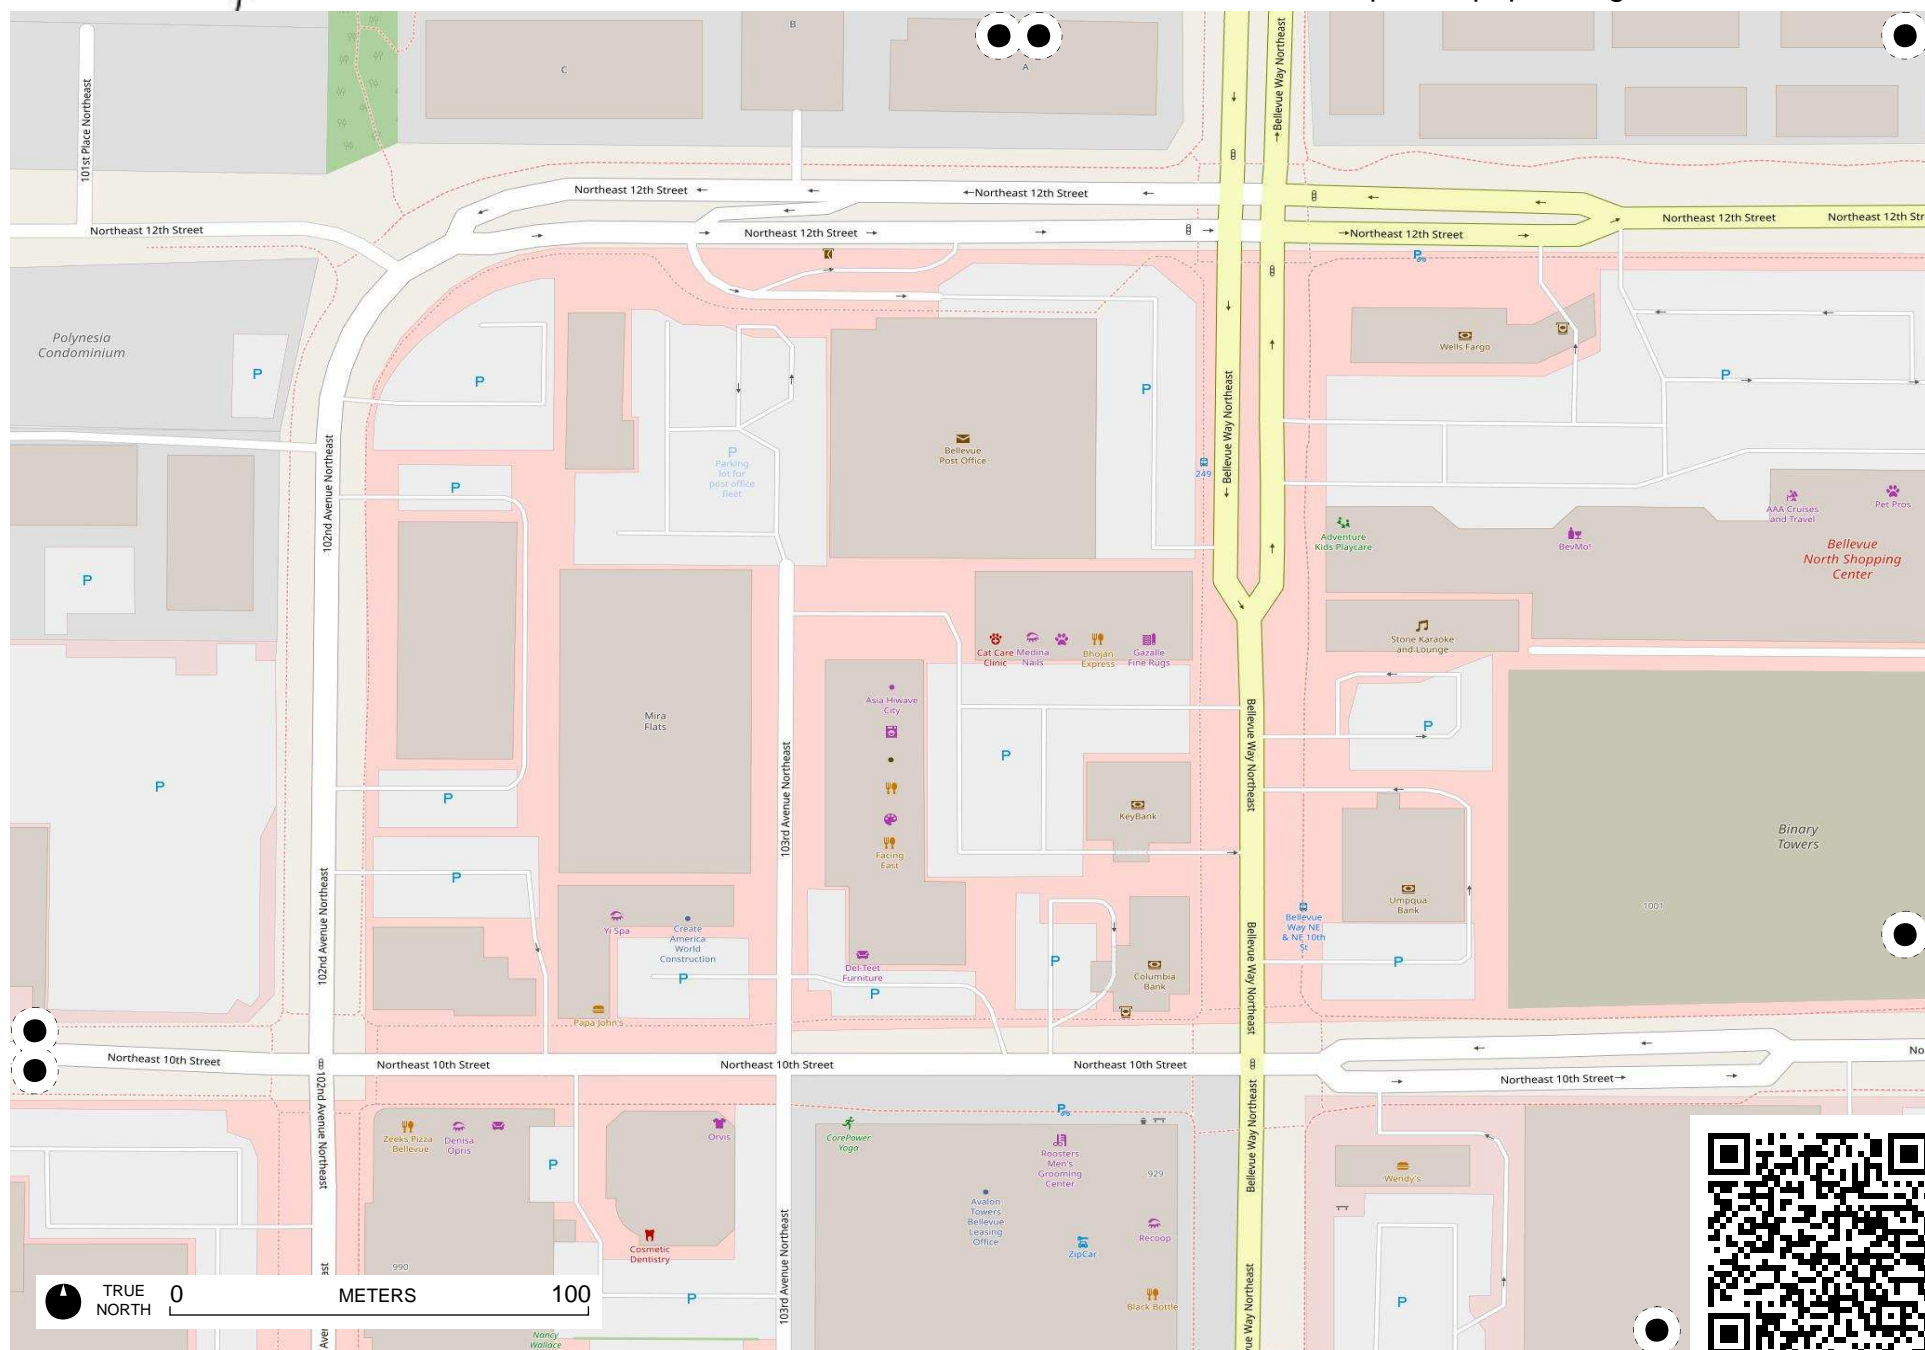 B
C
A
101st Place Northeast
Bellevue Way Northeast
Northeast 12th Street
Northeast 12th Street
Northeast 12th Street
Northeast 12th Street
Northeast 12th Street
Northeast 12th Street
Northeast 12th Str
Polynesia
Condominium
P
P
P
P
P
Wells Fargo
102nd Avenue Northeast
Bellevue Way Northeast
Bellevue
Post Office
P
Parking
lot for
post office
fleet
249
P
P
Adventure
Kids Playcare
BevMo!
AAA Cruises
and Travel
Pet Pros
Bellevue
North Shopping
Center
Stone Karaoke
and Lounge
Cat Care
Clinic
Medina
Nails
Bhojan
Express
Gazalle
Fine Rugs
Mira
Flats
Asia Hiwave
City
P
P
P
P
Bellevue Way Northeast
103rd Avenue Northeast
KeyBank
Binary
Towers
Facing
East
P
102nd Avenue Northeast
Umpqua
Bank
1001
Yi Spa
Create
America
World
Construction
Bellevue
Way NE
& NE 10th
St
Bellevue Way Northeast
Del-Teet
Furniture
P
P
P
Columbia
Bank
P
Papa John's
Northeast 10th Street
Northeast 10th Street
Northeast 10th Street
Northeast 10th Street
Northeast 10th Street
No
102nd Avenue Northeast
Bellevue Way Northeast
Zeeks Pizza
Bellevue
Denisa
Opris
Orvis
P
CorePower
Yoga
P
Roosters
Men's
Grooming
Center
929
Wendy's
Avalon
Towers
Bellevue
Leasing
Office
Recoop
ZipCar
Cosmetic
Dentistry
103rd Avenue Northeast
990
P
Black Bottle
P
Nancy
Wallace
TRUE
NORTH
0
METERS
100